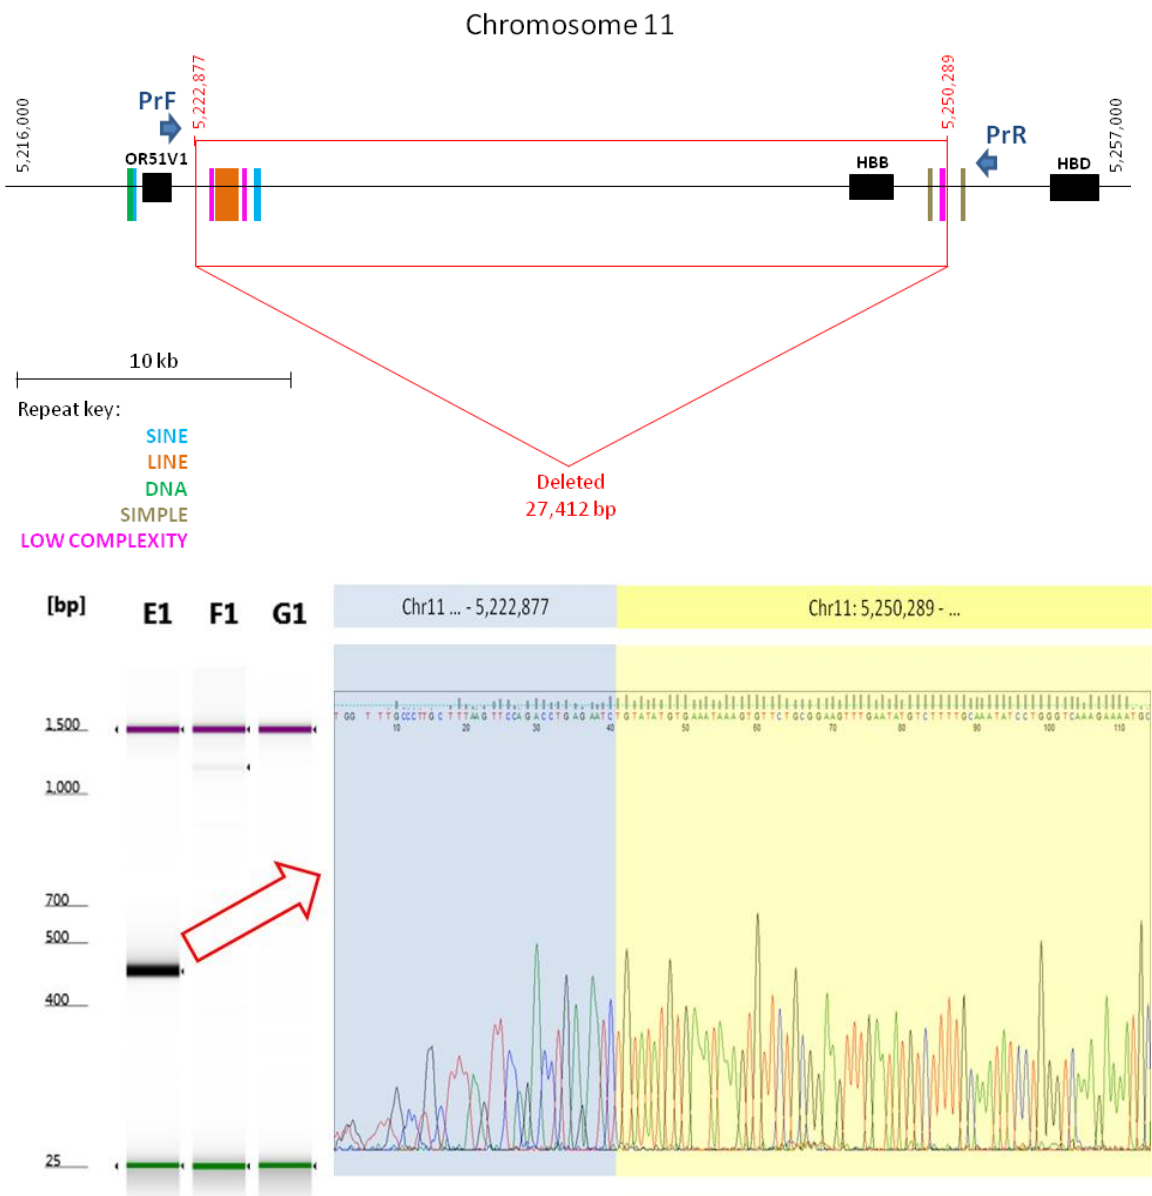 Chromosome 11
5,216,000
PrF
5,222,877
5,250,289
PrR
5,257,000
OR51V1
HBB
HBD
10 kb
Repeat key:
SINE
LINE
DNA
SIMPLE
LOW COMPLEXITY
Deleted
27,412 bp
[bp] E1 F1 G1
1,500
1,000
700
500
400
25
Chr11 ... - 5,222,877
Chr11: 5,250,289 - ...
TGG T TTGCCCTTGC TTTAAGTTCCAGACCTGAGAATCTGTATATGTGAAATAAAGTGTTCTGCGGAAGTTTGAATATGTCTTTTGCAAATATCCTGGGTCAAAGAAAATGC
10 20 30 40 50 60 70 80 90 100 110